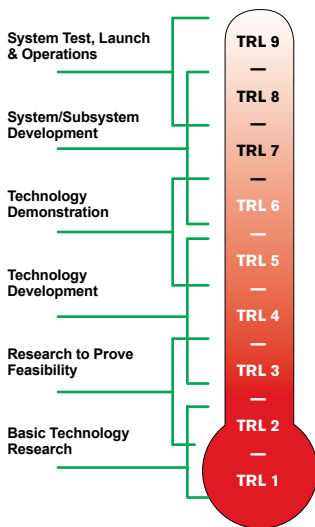 System Test, Launch
& Operations
System/Subsystem
Development
Technology
Demonstration
Technology
Development
Research to Prove
Feasibility
Basic Technology
Research
TRL 9
TRL 8
TRL 7
TRL 6
TRL 5
TRL 4
TRL 3
TRL 2
TRL 1